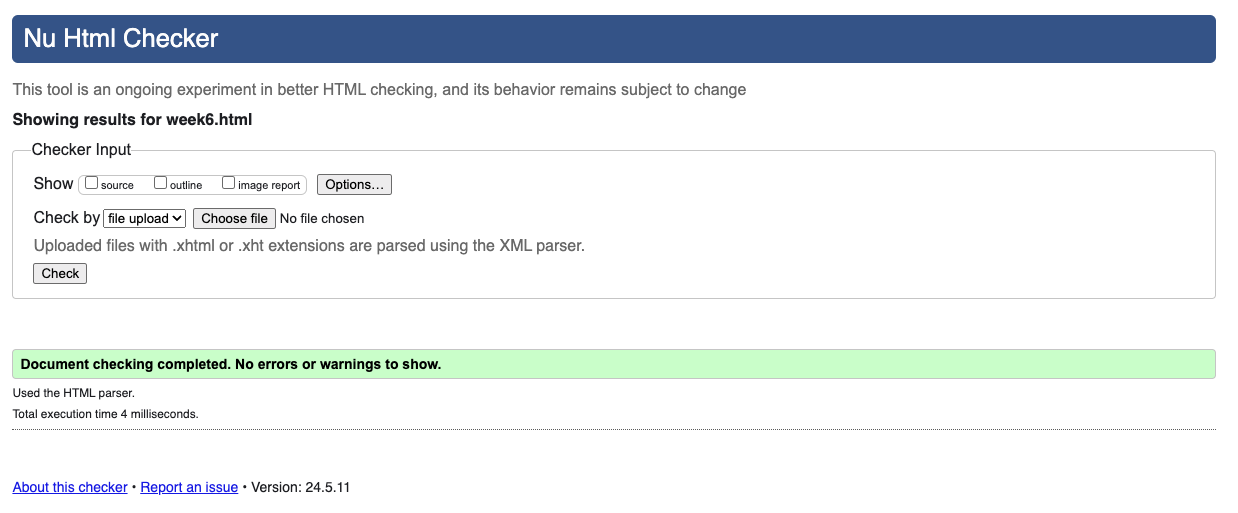 Nu Html Checker
This tool is an ongoing experiment in better HTML checking, and its behavior remains subject to change
Showing results for week6.html
Checker Input
Show source outline image report Options...
Check by file upload Choose file No file chosen
Uploaded files with .xhtml or .xht extensions are parsed using the XML parser.
Check
Document checking completed. No errors or warnings to show.
Used the HTML parser.
Total execution time 4 milliseconds.
About this checker • Report an issue • Version: 24.5.11